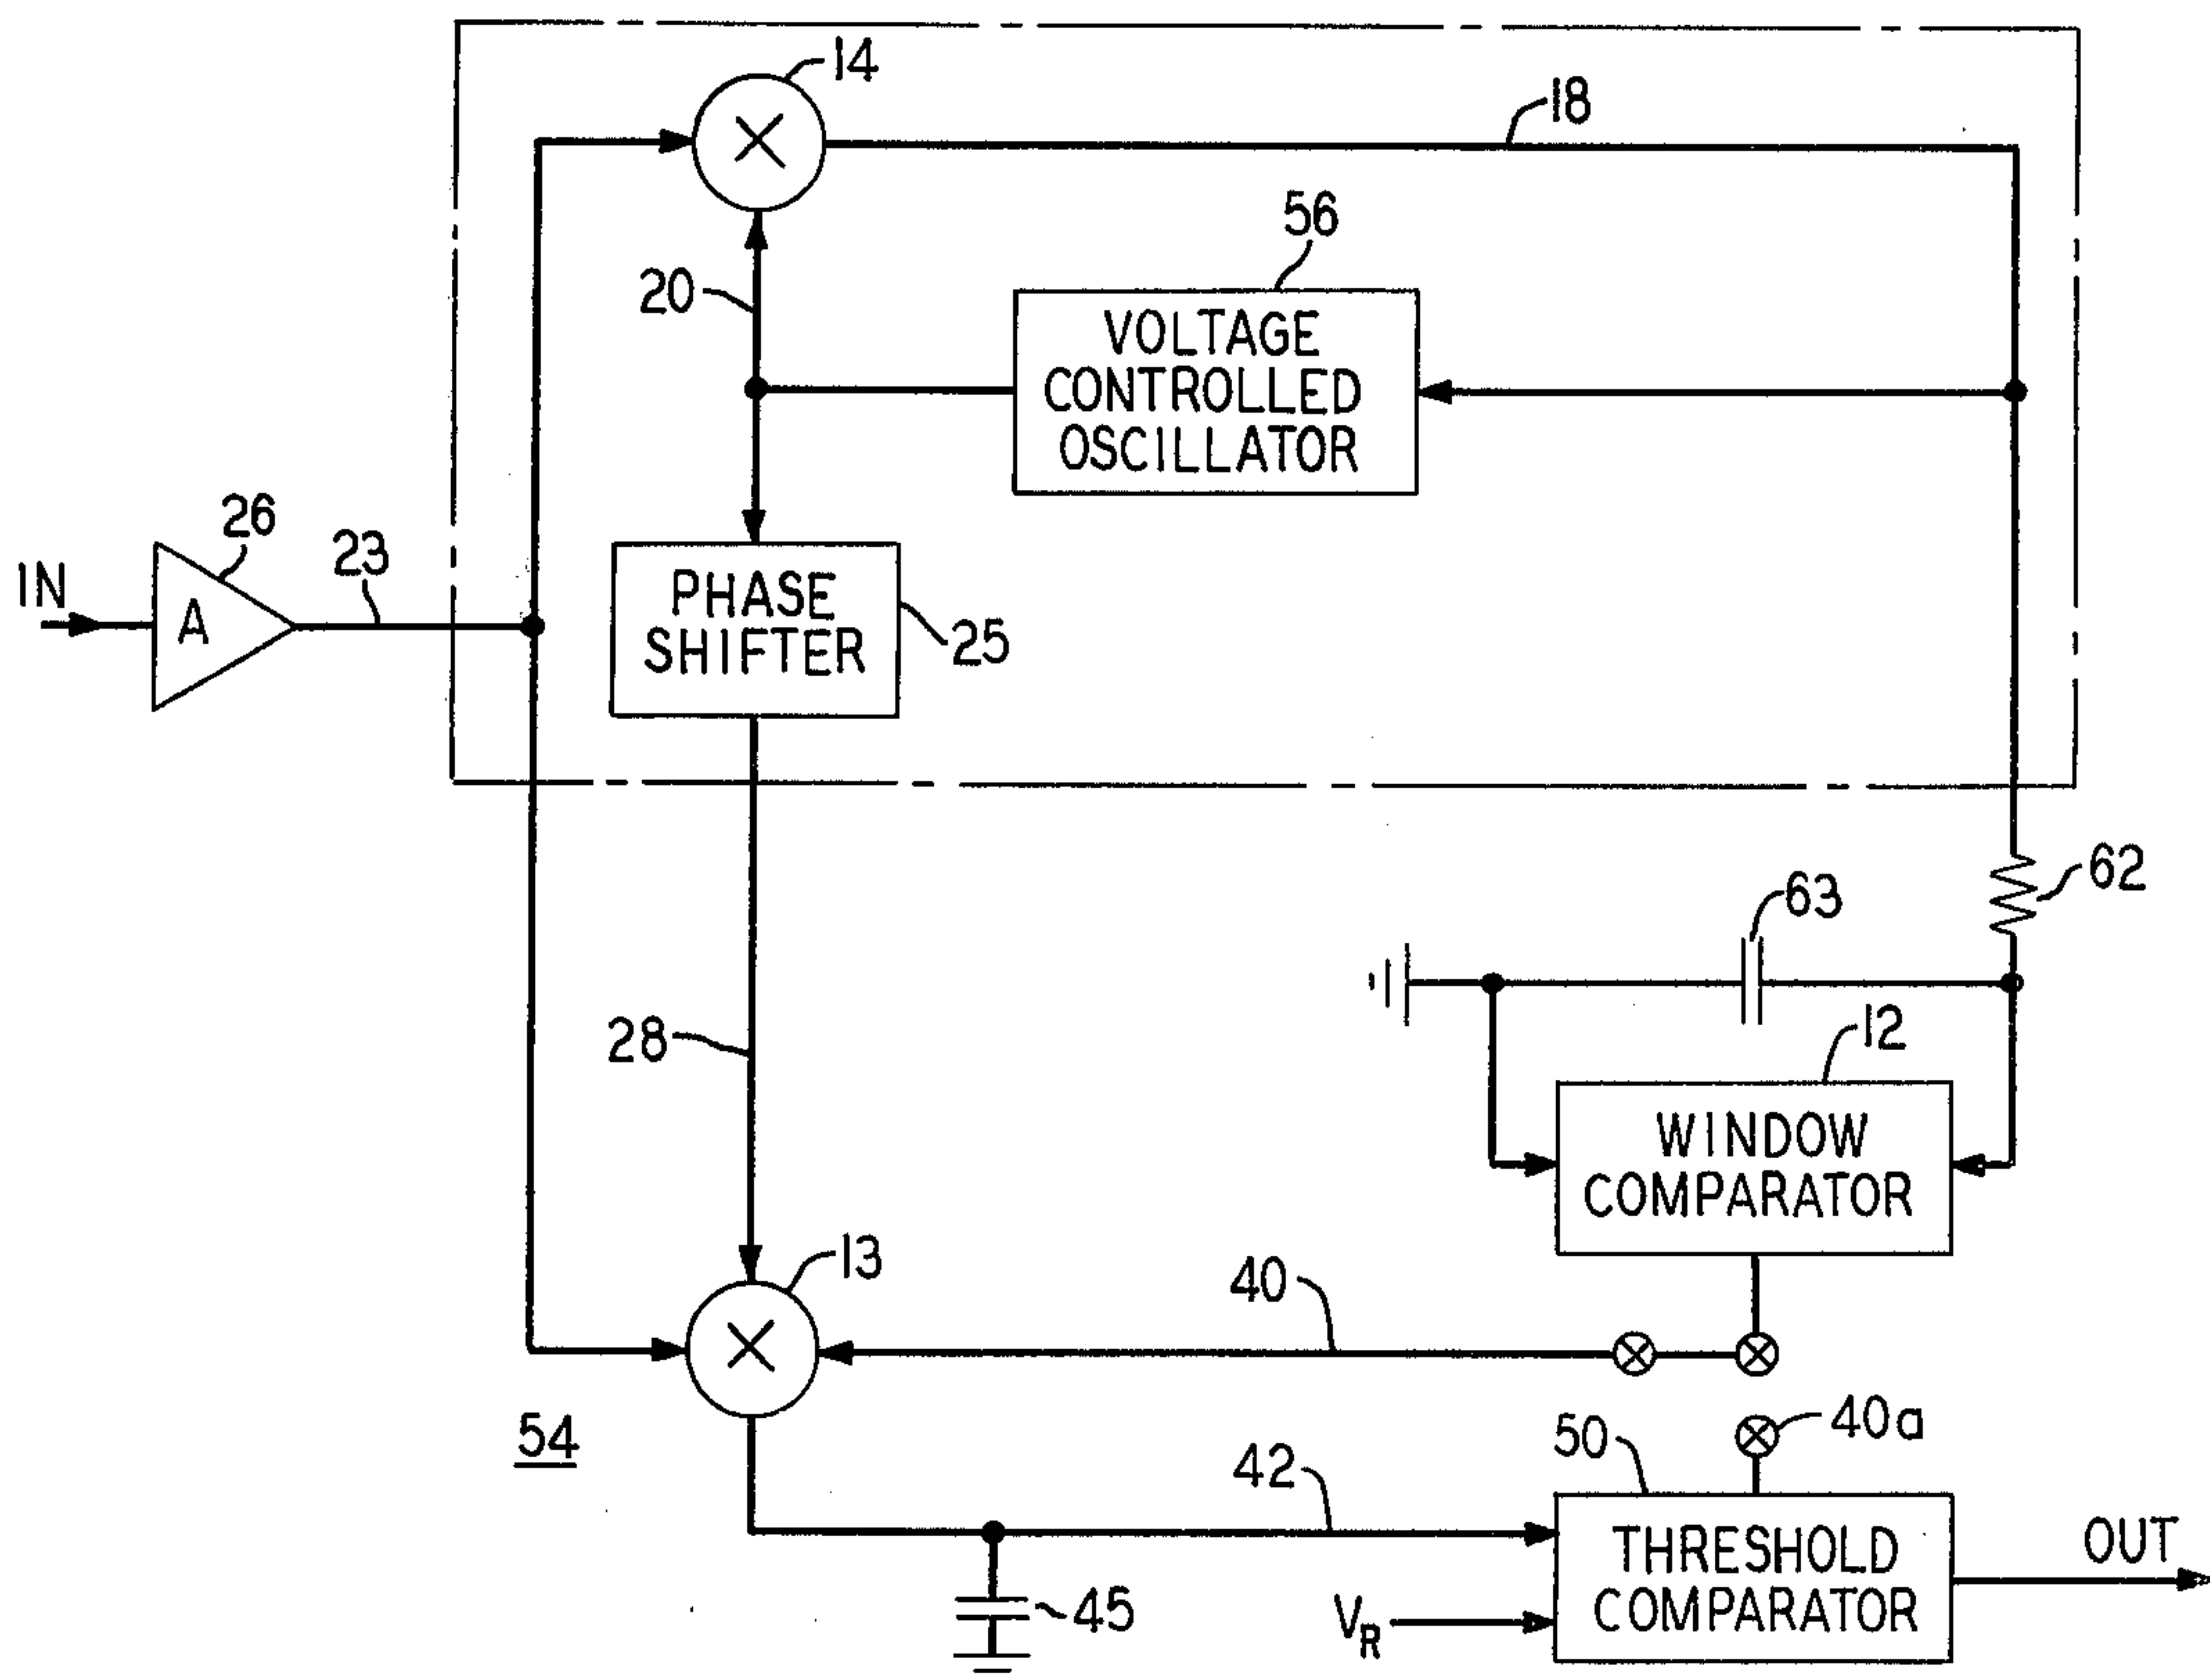 14
18
56
20
VOLTAGE
CONTROLLED
OSCILLATOR
26
23
IN
A
PHASE
SHIFTER
25
62
63
28
12
WINDOW
COMPARATOR
13
40
54
40a
50
42
THRESHOLD
COMPARATOR
OUT
45
VR